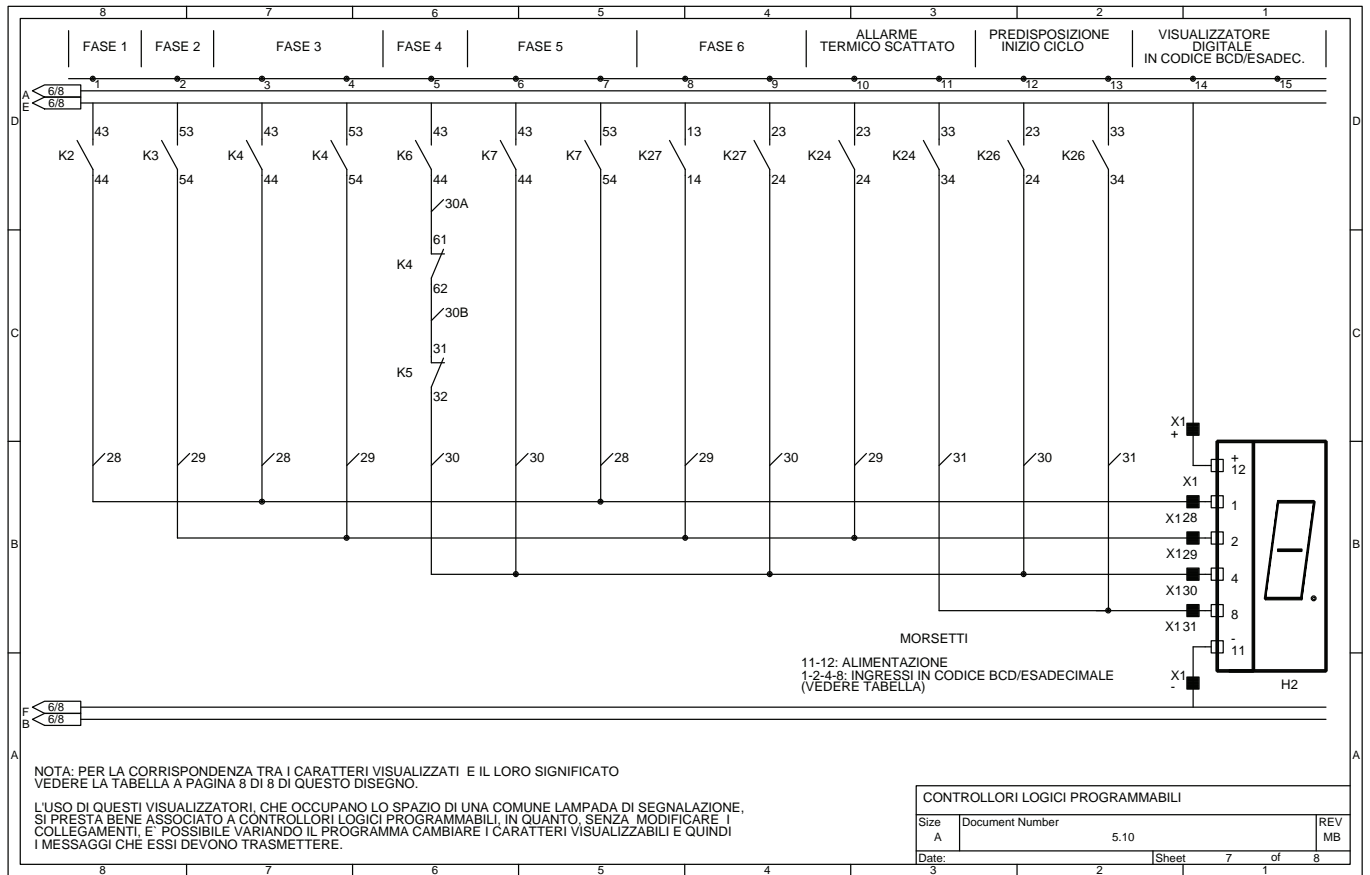 8 7 6 5 4 3 2 1
FASE 1 FASE 2 FASE 3 FASE 4 FASE 5 FASE 6 ALLARME TERMICO SCATTATO PREDISPOSIZIONE INIZIO CICLO VISUALIZZATORE DIGITALE IN CODICE BCD/ESADEC.
1 2 3 4 5 6 7 8 9 10 11 12 13 14 15
A 6/8
E 6/8
D D
43 53 43 53 43 43 53 13 23 23 33 23 33
K2 K3 K4 K4 K6 K7 K7 K27 K27 K24 K24 K26 K26
44 54 44 54 44 44 54 14 24 24 34 24 34
30A
61
K4
62
30B
C C
31
K5
32
X1
+
28 29 28 29 30 30 28 29 30 29 31 30 31
+
12
X1
1
X128
B B
2
X129
4
X130
8
X131
-
11
MORSETTI
11-12: ALIMENTAZIONE
1-2-4-8: INGRESSI IN CODICE BCD/ESADECIMALE
(VEDERE TABELLA)
X1
-
H2
F 6/8
B 6/8
A A
NOTA: PER LA CORRISPONDENZA TRA I CARATTERI VISUALIZZATI E IL LORO SIGNIFICATO
VEDERE LA TABELLA A PAGINA 8 DI 8 DI QUESTO DISEGNO.
L'USO DI QUESTI VISUALIZZATORI, CHE OCCUPANO LO SPAZIO DI UNA COMUNE LAMPADA DI SEGNALAZIONE,
SI PRESTA BENE ASSOCIATO A CONTROLLORI LOGICI PROGRAMMABILI, IN QUANTO, SENZA MODIFICARE I
COLLEGAMENTI, E` POSSIBILE VARIANDO IL PROGRAMMA CAMBIARE I CARATTERI VISUALIZZABILI E QUINDI
I MESSAGGI CHE ESSI DEVONO TRASMETTERE.
CONTROLLORI LOGICI PROGRAMMABILI
Size Document Number REV
A 5.10 MB
Date: Sheet 7 of 8
8 7 6 5 4 3 2 1